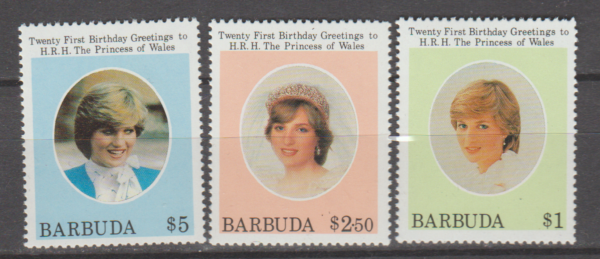 Twenty First Birthday Greetings to
H.R.H. The Princess of Wales
BARBUDA $5
Twenty First Birthday Greetings to
H.R.H. The Princess of Wales
BARBUDA $2·50
Twenty First Birthday Greetings to
H.R.H. The Princess of Wales
BARBUDA $1